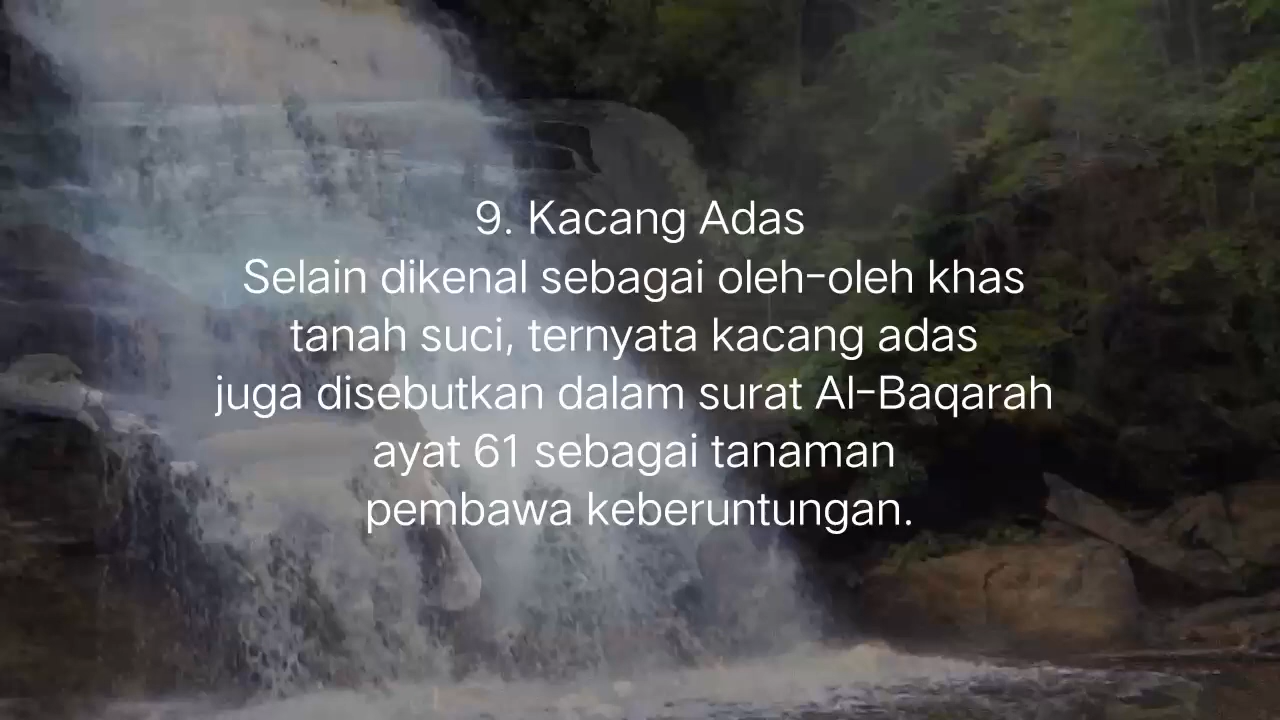 9. Kacang Adas
Selain dikenal sebagai oleh-oleh khas
tanah suci, ternyata kacang adas
juga disebutkan dalam surat Al-Baqarah
ayat 61 sebagai tanaman
pembawa keberuntungan.